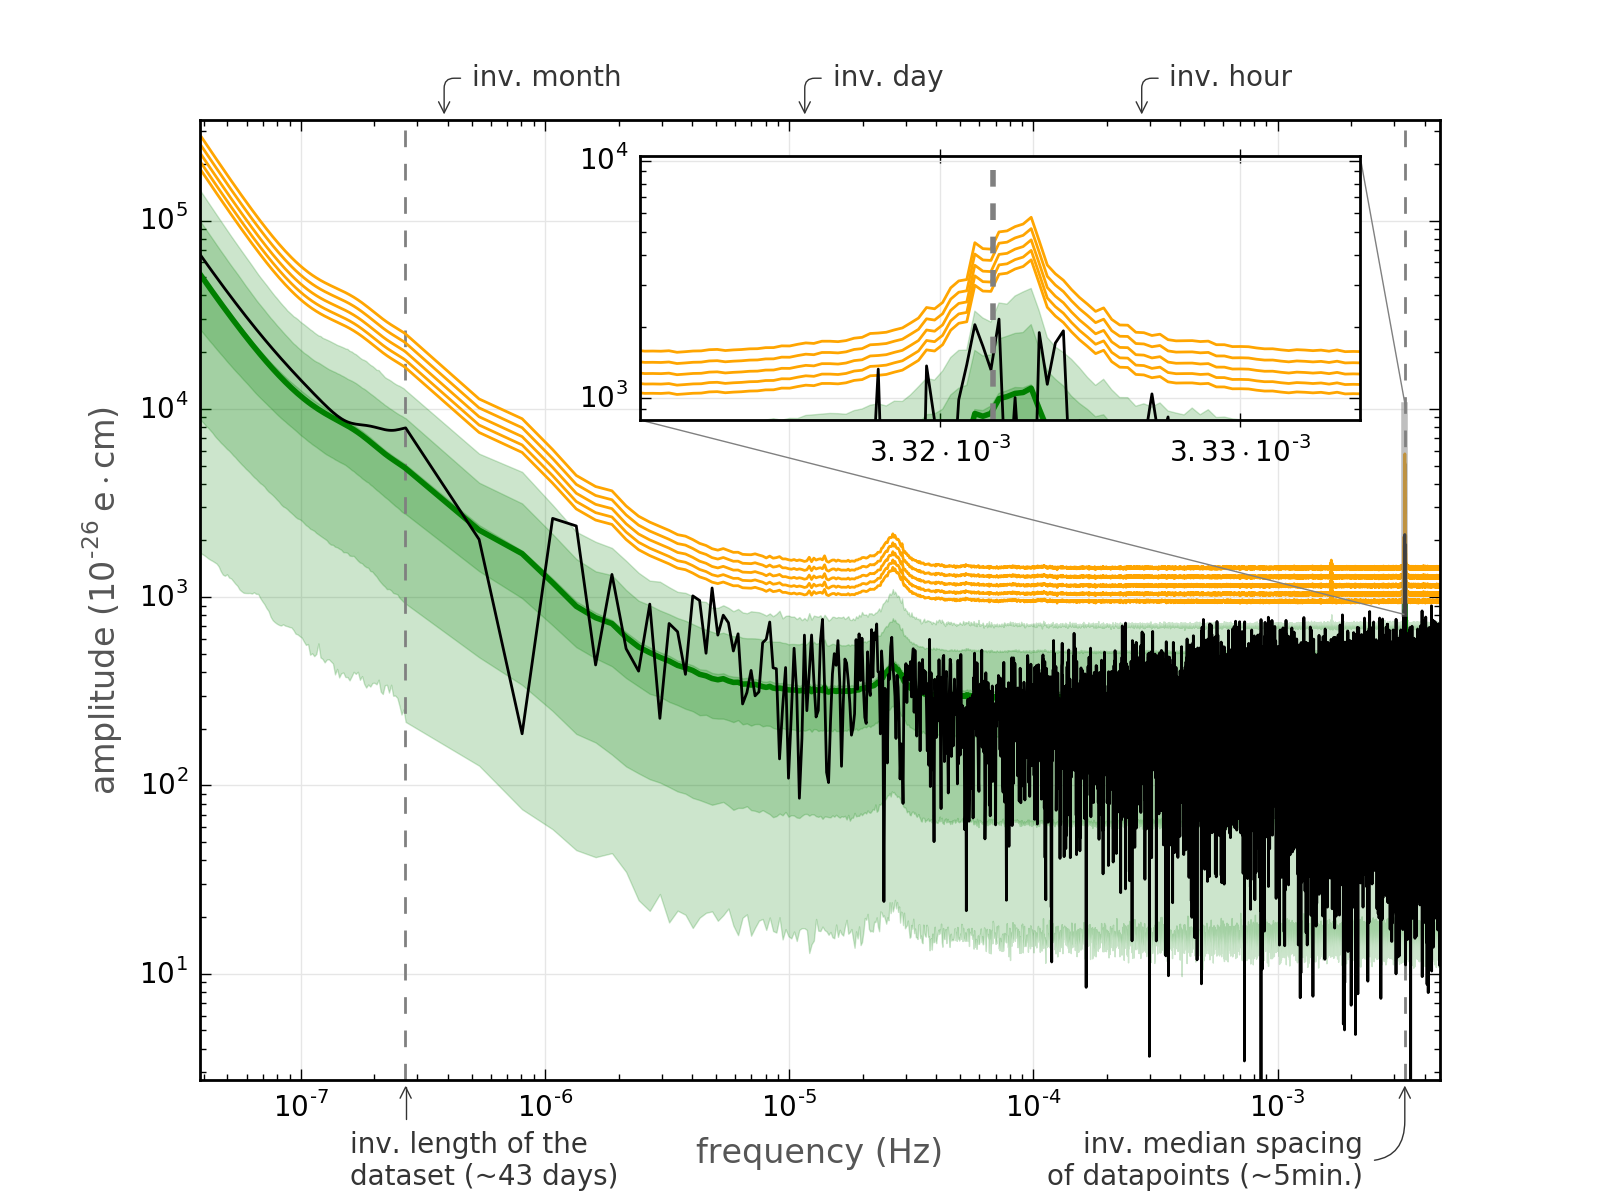 inv. month
inv. day
inv. hour
10^4
10^3
3.32·10^-3
3.33·10^-3
10^5
10^4
10^3
10^2
10^1
amplitude (10^-26 e·cm)
10^-7
10^-6
10^-5
10^-4
10^-3
frequency (Hz)
inv. length of the
dataset (~43 days)
inv. median spacing
of datapoints (~5min.)